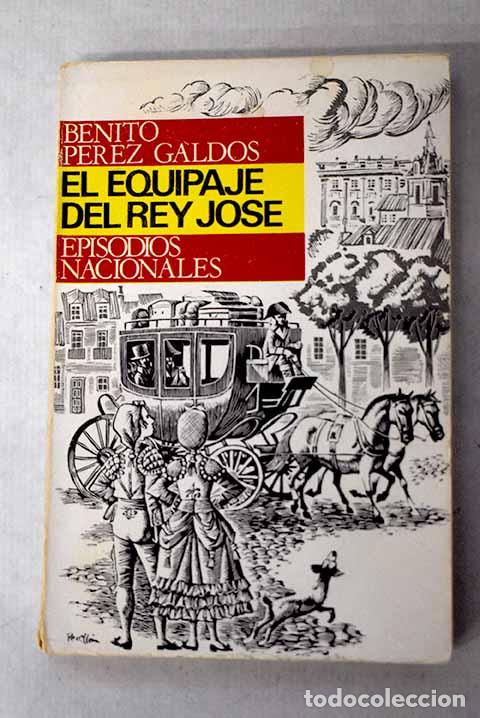 BENITO
PEREZ GALDOS
EL EQUIPAJE
DEL REY JOSE
EPISODIOS
NACIONALES
todocoleccion